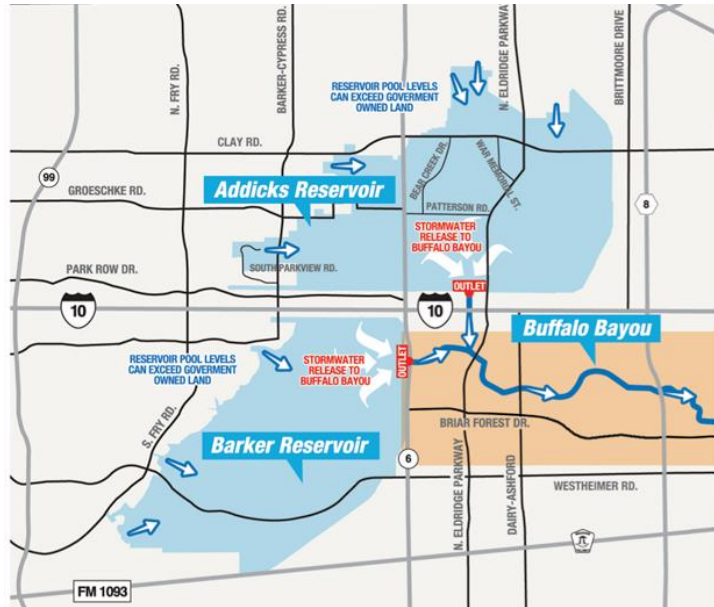 N. FRY RD.
BARKER-CYPRESS RD.
N. ELDRIDGE PARKWAY
BRITTMOORE DRIVE
RESERVOIR POOL LEVELS
CAN EXCEED GOVERMENT
OWNED LAND
CLAY RD.
99
BEAR CREEK DR.
WAR MEMORIAL ST.
GROESCHKE RD.
Addicks Reservoir
8
PATTERSON RD.
STORMWATER
RELEASE TO
BUFFALO BAYOU
PARK ROW DR.
SOUTH PARKVIEW RD.
OUTLET
10
10
Buffalo Bayou
RESERVOIR POOL LEVELS
CAN EXCEED GOVERMENT
OWNED LAND
STORMWATER
RELEASE TO
BUFFALO BAYOU
OUTLET
S. FRY RD.
BRIAR FOREST DR.
Barker Reservoir
6
N. ELDRIDGE PARKWAY
DAIRY-ASHFORD
WESTHEIMER RD.
FM 1093